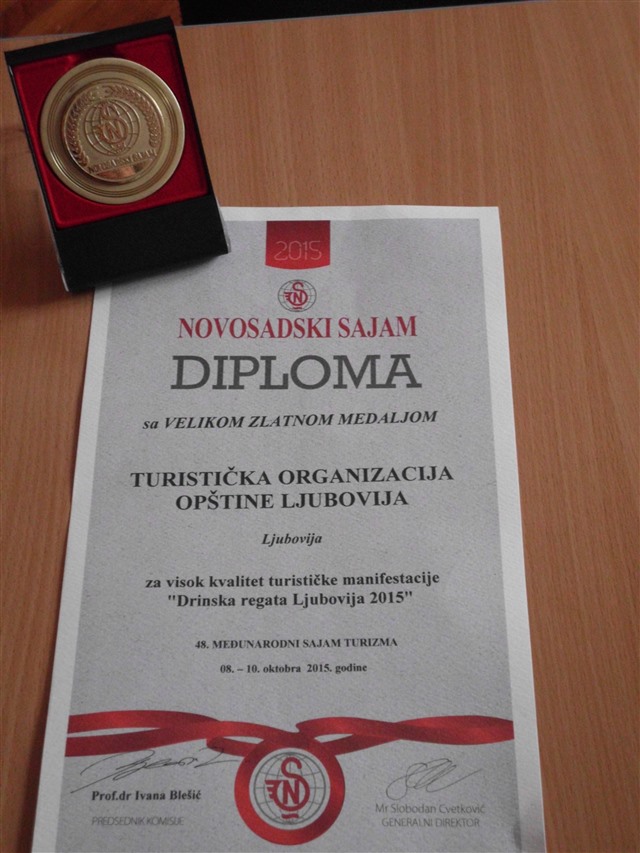 NOVOSADSKI SAJAM
2015
NOVOSADSKI SAJAM
DIPLOMA
sa VELIKOM ZLATNOM MEDALJOM
TURISTIČKA ORGANIZACIJA
OPŠTINE LJUBOVIJA
Ljubovija
za visok kvalitet turističke manifestacije
"Drinska regata Ljubovija 2015"
48. MEĐUNARODNI SAJAM TURIZMA
08. – 10. oktobra 2015. godine
Prof.dr Ivana Blešić
PREDSEDNIK KOMISIJE
Mr Slobodan Cvetković
GENERALNI DIREKTOR